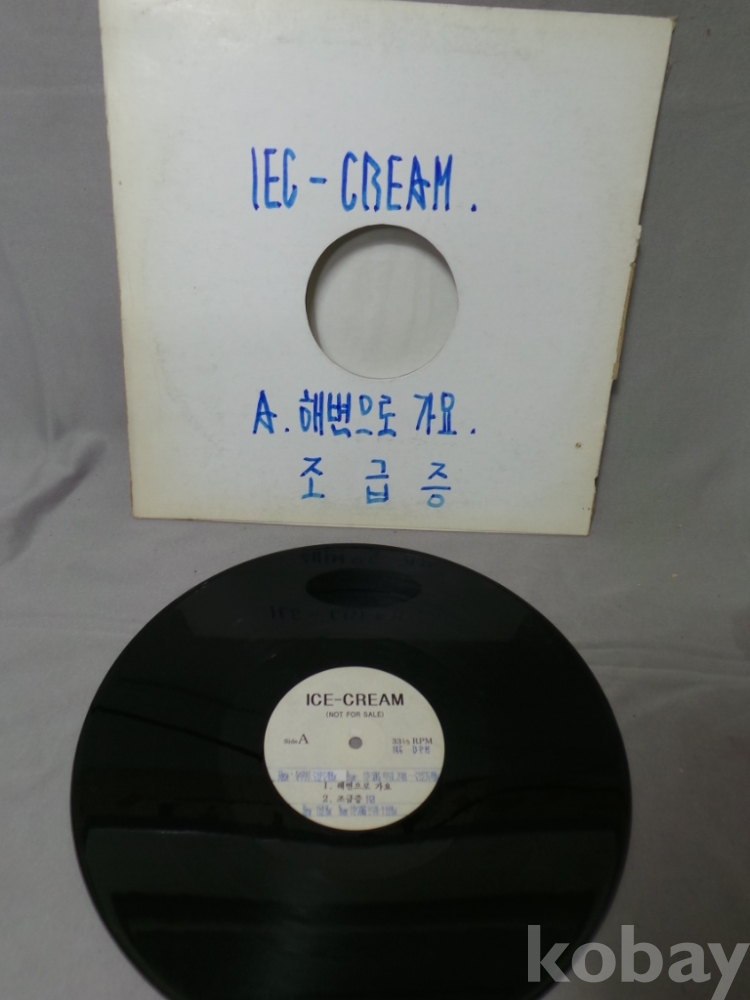 IEC-CREAM.
A. 해변으로 가요.
조급증
ICE-CREAM
(NOT FOR SALE)
Side A
33⅓ RPM
1. 해변으로 가요
2. 조급증
kobay